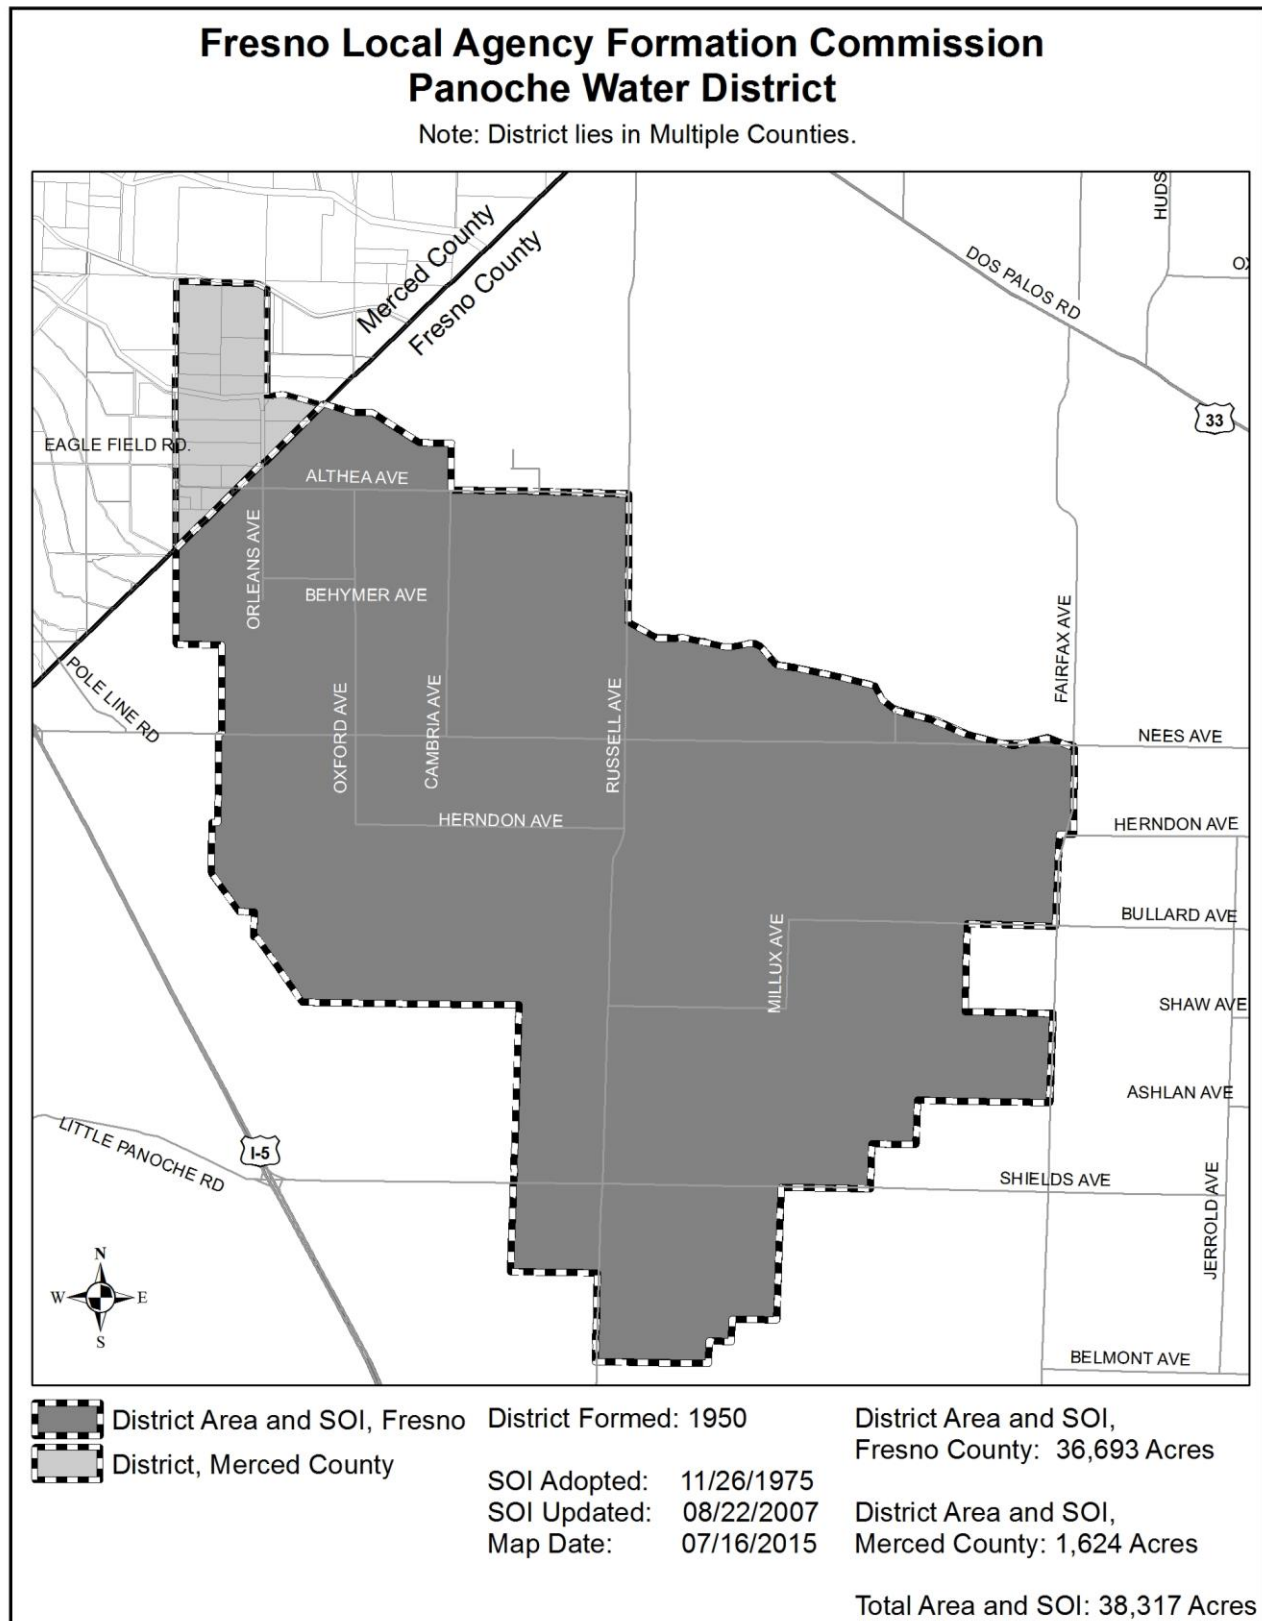 Fresno Local Agency Formation Commission
Panoche Water District
Note: District lies in Multiple Counties.
Merced County
Fresno County
HUDS
DOS PALOS RD
33
EAGLE FIELD RD.
ALTHEA AVE
ORLEANS AVE
BEHYMER AVE
FAIRFAX AVE
POLE LINE RD
OXFORD AVE
CAMBRIA AVE
RUSSELL AVE
NEES AVE
HERNDON AVE
HERNDON AVE
BULLARD AVE
MILLUX AVE
SHAW AVE
ASHLAN AVE
LITTLE PANOCHE RD
I-5
SHIELDS AVE
JERROLD AVE
N
W E
S
BELMONT AVE
District Area and SOI, Fresno
District, Merced County
District Formed: 1950
SOI Adopted: 11/26/1975
SOI Updated: 08/22/2007
Map Date: 07/16/2015
District Area and SOI,
Fresno County: 36,693 Acres
District Area and SOI,
Merced County: 1,624 Acres
Total Area and SOI: 38,317 Acres